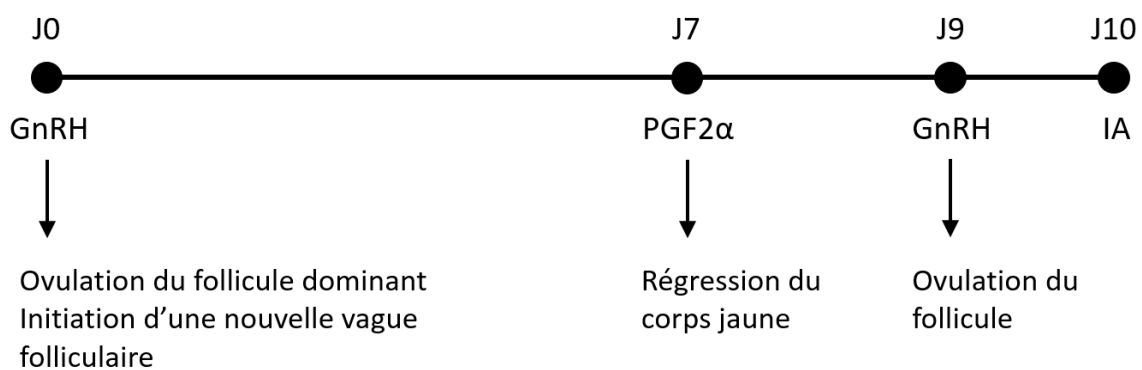 J0
J7
J9
J10
GnRH
PGF2α
GnRH
IA
Ovulation du follicule dominant
Initiation d’une nouvelle vague
folliculaire
Régression du
corps jaune
Ovulation du
follicule